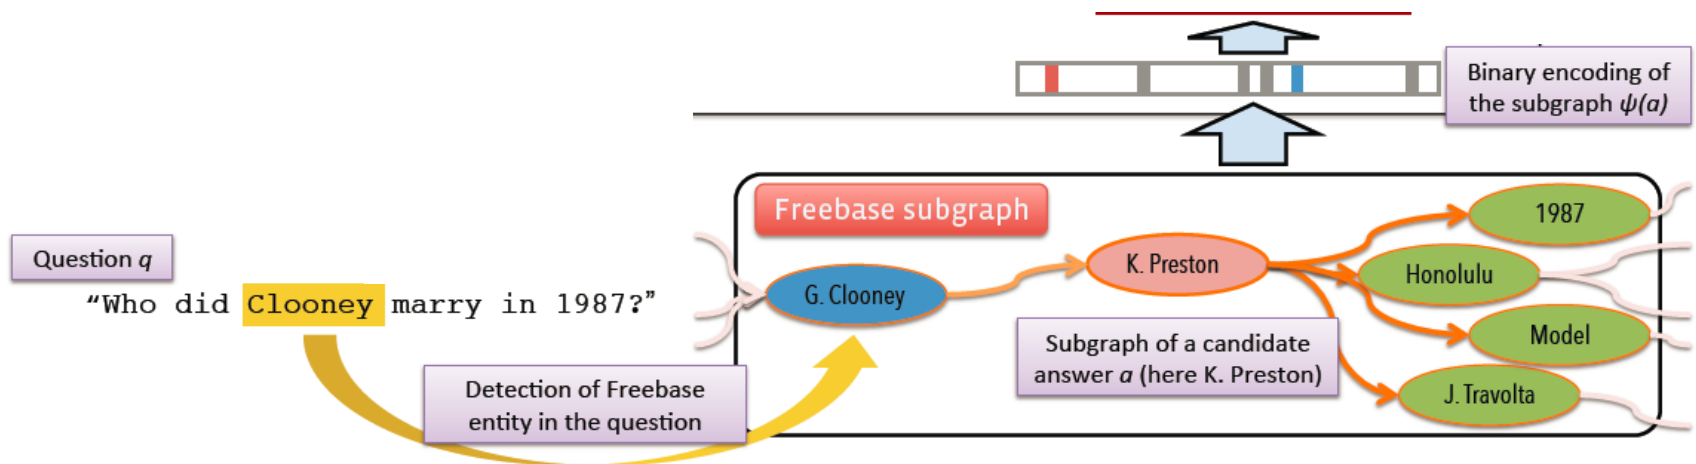 Binary encoding of
the subgraph ψ(a)
Freebase subgraph
1987
Question q
K. Preston
Honolulu
“Who did Clooney marry in 1987?”
G. Clooney
Subgraph of a candidate
answer a (here K. Preston)
Model
Detection of Freebase
entity in the question
J. Travolta